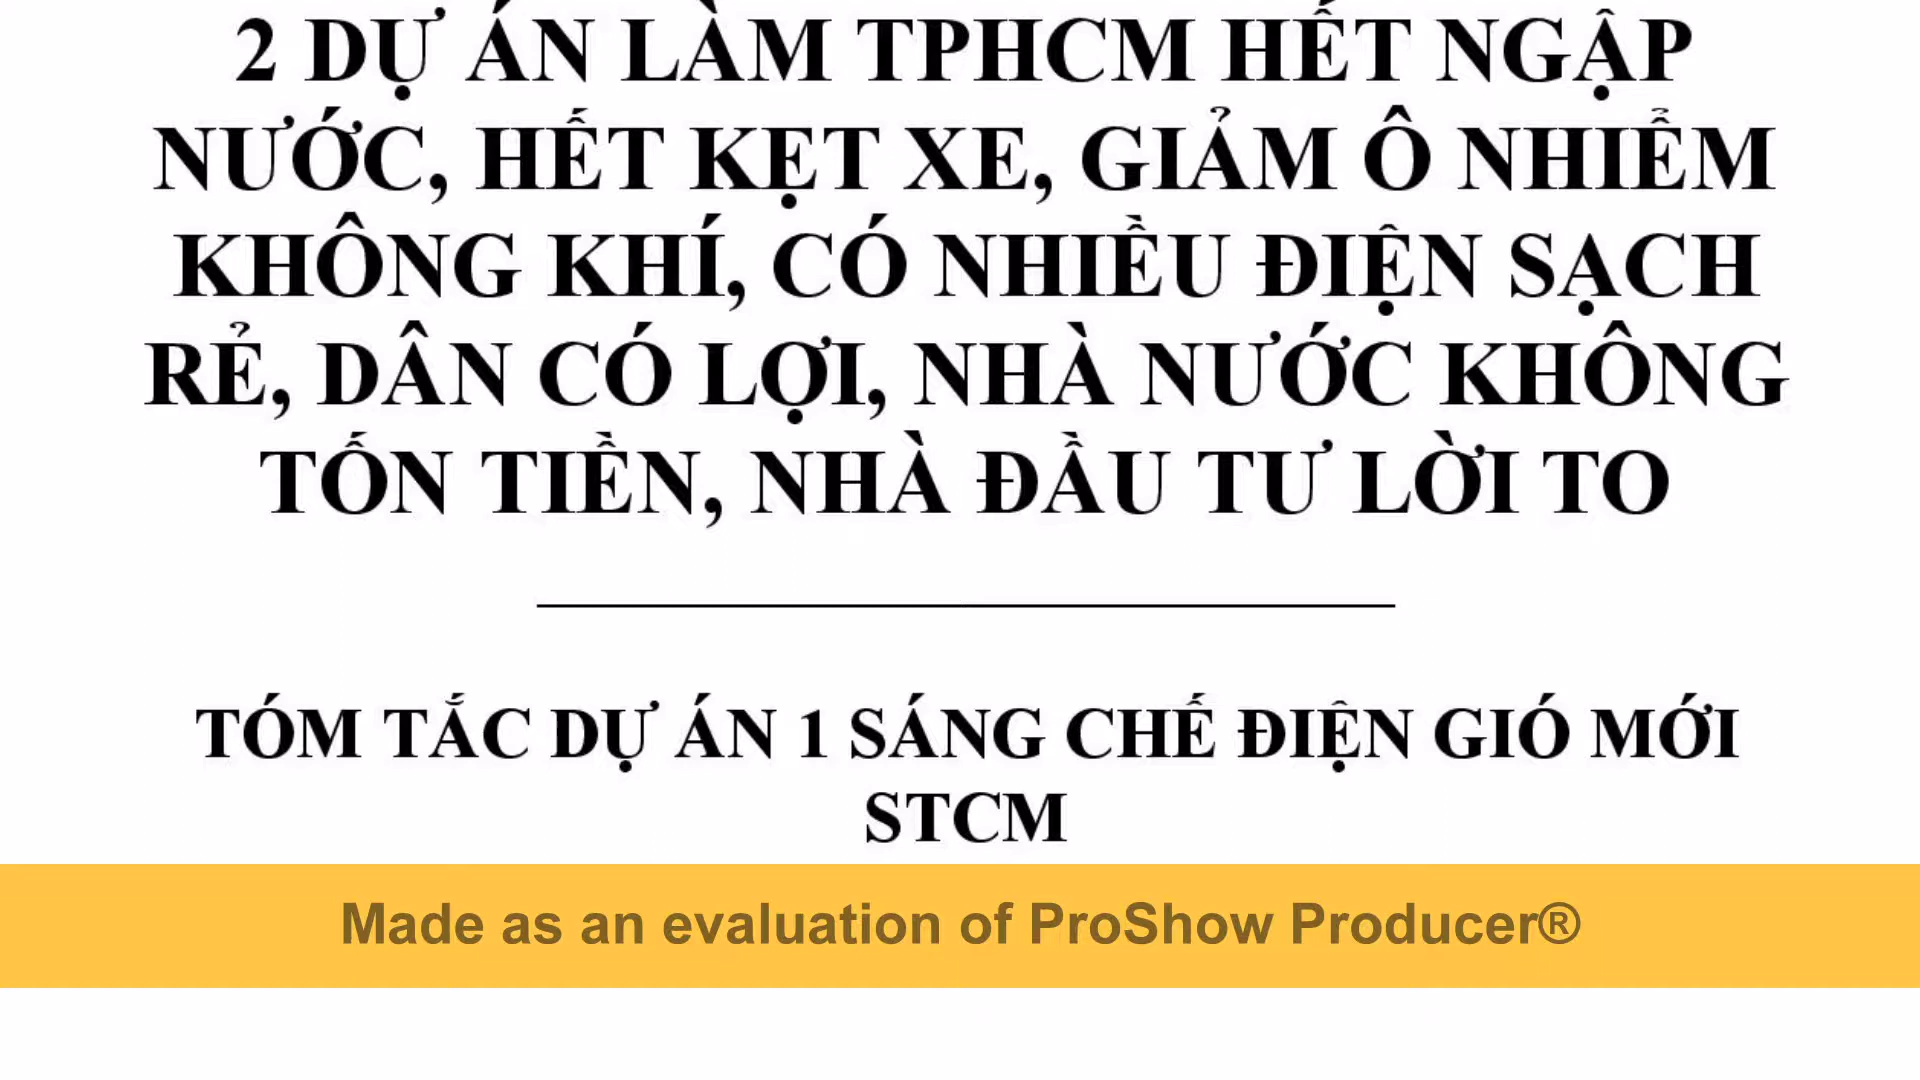 2 DỰ ÁN LÀM TPHCM HẾT NGẬP
NƯỚC, HẾT KẸT XE, GIẢM Ô NHIỂM
KHÔNG KHÍ, CÓ NHIỀU ĐIỆN SẠCH
RẺ, DÂN CÓ LỢI, NHÀ NƯỚC KHÔNG
TỐN TIỀN, NHÀ ĐẦU TƯ LỜI TO
TÓM TẮC DỰ ÁN 1 SÁNG CHẾ ĐIỆN GIÓ MỚI
STCM
Made as an evaluation of ProShow Producer®